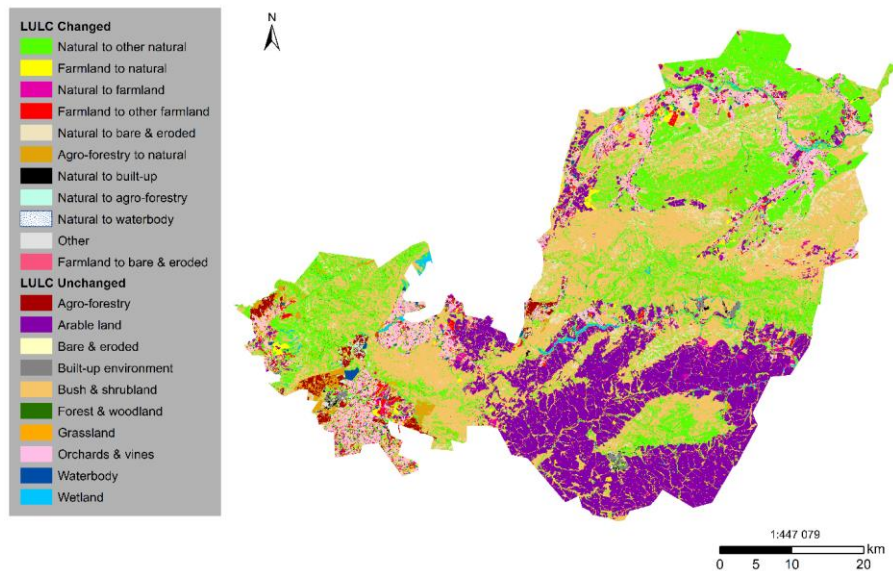 LULC Changed
Natural to other natural
Farmland to natural
Natural to farmland
Farmland to other farmland
Natural to bare & eroded
Agro-forestry to natural
Natural to built-up
Natural to agro-forestry
Natural to waterbody
Other
Farmland to bare & eroded
LULC Unchanged
Agro-forestry
Arable land
Bare & eroded
Built-up environment
Bush & shrubland
Forest & woodland
Grassland
Orchards & vines
Waterbody
Wetland
N
1:447 079
km
0 5 10 20